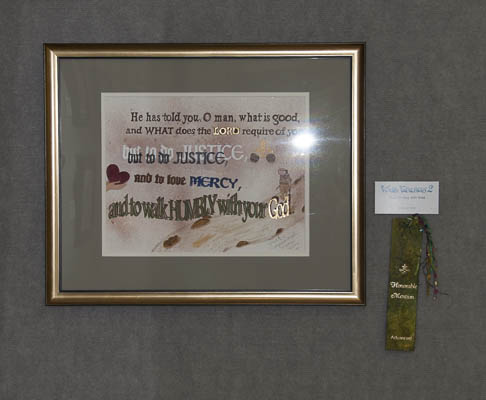 He has told you, O man, what is good,
and WHAT does the LORD require of
but to do JUSTICE,
but to do JUSTICE,
and to love MERCY,
and to walk HUMBLY with your God.
Honorable
Mention
Advanced